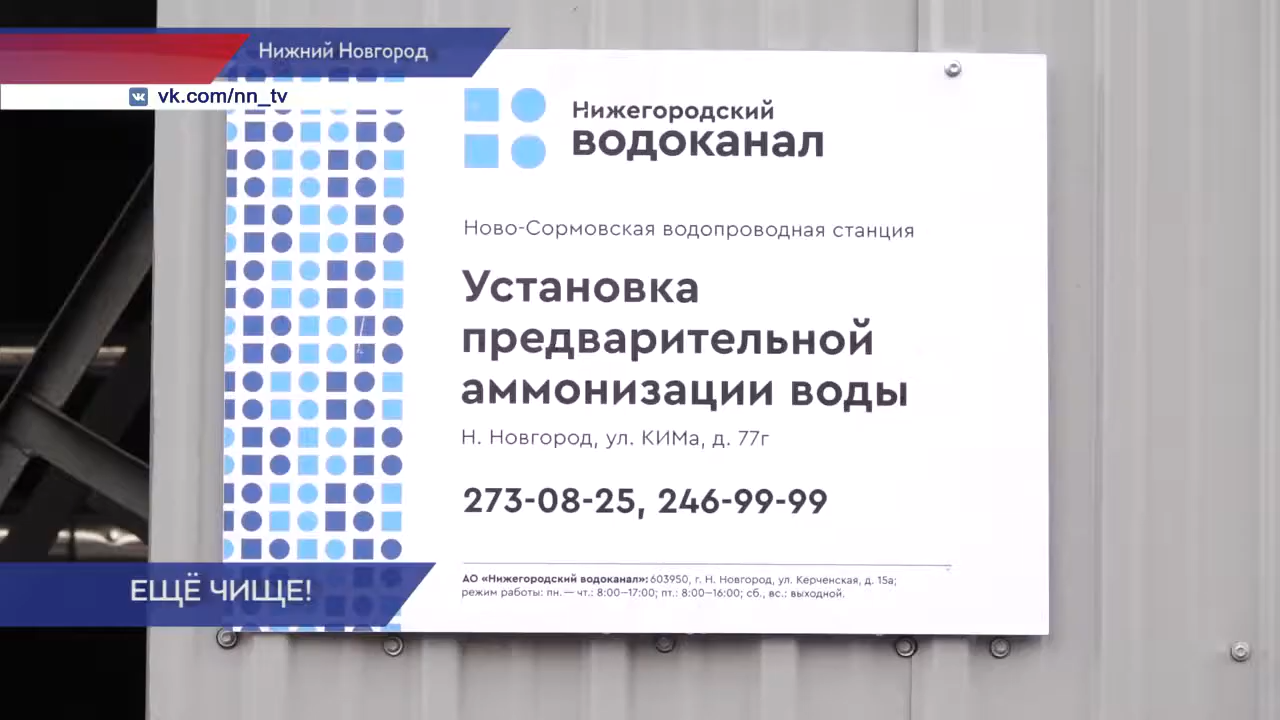 Нижний Новгород
vk.com/nn_tv
Нижегородский
водоканал
Ново-Сормовская водопроводная станция
Установка
предварительной
аммонизации воды
Н. Новгород, ул. КИМа, д. 77г
273-08-25, 246-99-99
АО «Нижегородский водоканал»: 603950, г. Н. Новгород, ул. Керченская, д. 15а;
режим работы: пн. — чт.: 8:00—17:00; пт.: 8:00—16:00; сб., вс.: выходной.
ЕЩЁ ЧИЩЕ!